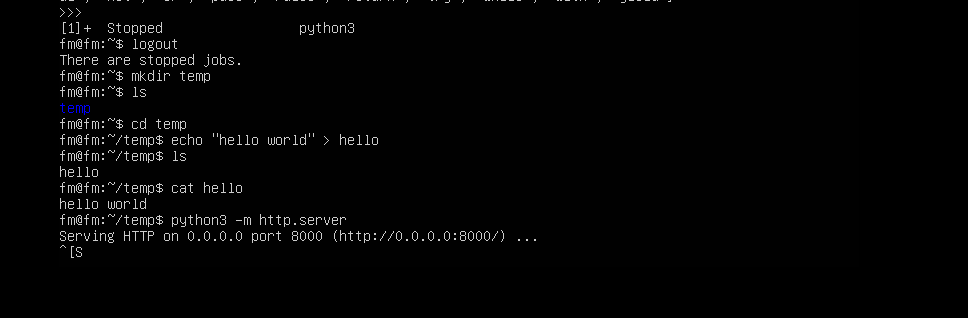 >>>
[1]+  Stopped                 python3
fm@fm:~$ logout
There are stopped jobs.
fm@fm:~$ mkdir temp
fm@fm:~$ ls
temp
fm@fm:~$ cd temp
fm@fm:~/temp$ echo "hello world" > hello
fm@fm:~/temp$ ls
hello
fm@fm:~/temp$ cat hello
hello world
fm@fm:~/temp$ python3 -m http.server
Serving HTTP on 0.0.0.0 port 8000 (http://0.0.0.0:8000/) ...
^[S